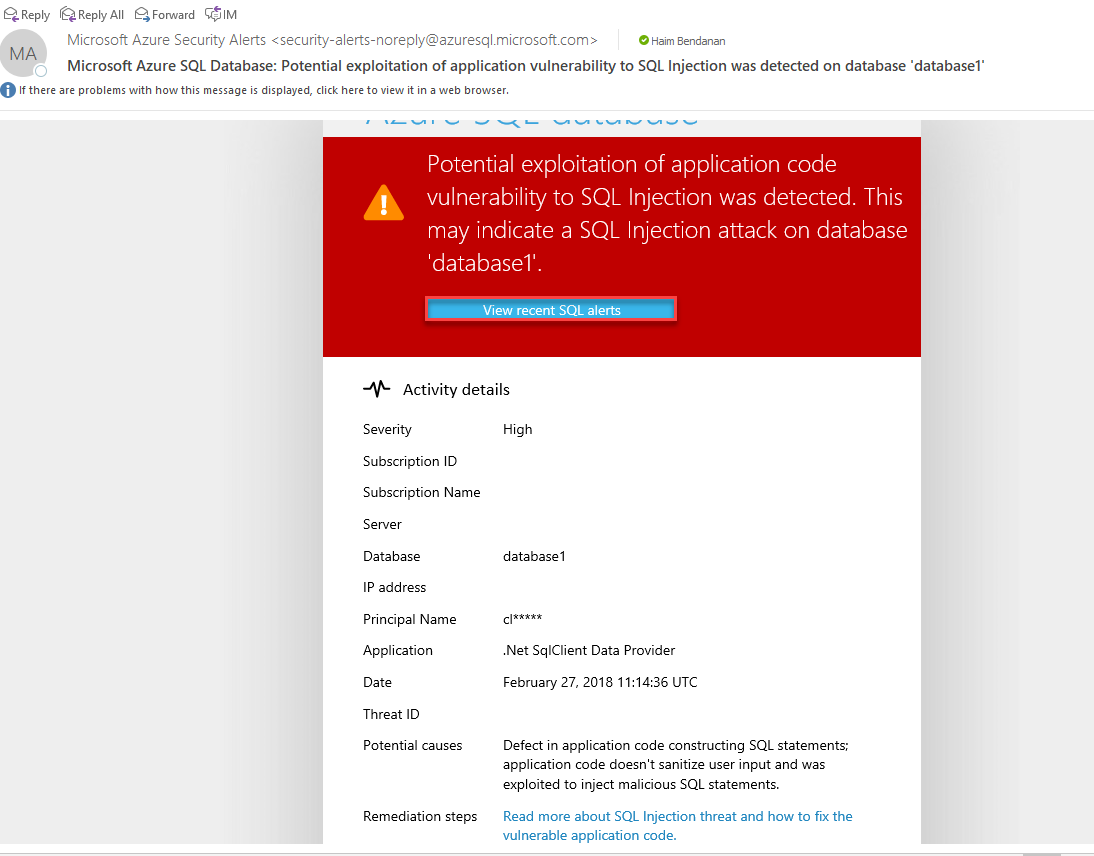 Reply Reply All Forward IM
MA
Microsoft Azure Security Alerts <security-alerts-noreply@azuresql.microsoft.com> Haim Bendanan
Microsoft Azure SQL Database: Potential exploitation of application vulnerability to SQL Injection was detected on database 'database1'
If there are problems with how this message is displayed, click here to view it in a web browser.
Azure SQL database
Potential exploitation of application code
vulnerability to SQL Injection was detected. This
may indicate a SQL Injection attack on database
'database1'.
View recent SQL alerts
Activity details
Severity High
Subscription ID
Subscription Name
Server
Database database1
IP address
Principal Name cl*****
Application .Net SqlClient Data Provider
Date February 27, 2018 11:14:36 UTC
Threat ID
Potential causes Defect in application code constructing SQL statements;
application code doesn't sanitize user input and was
exploited to inject malicious SQL statements.
Remediation steps Read more about SQL Injection threat and how to fix the
vulnerable application code.